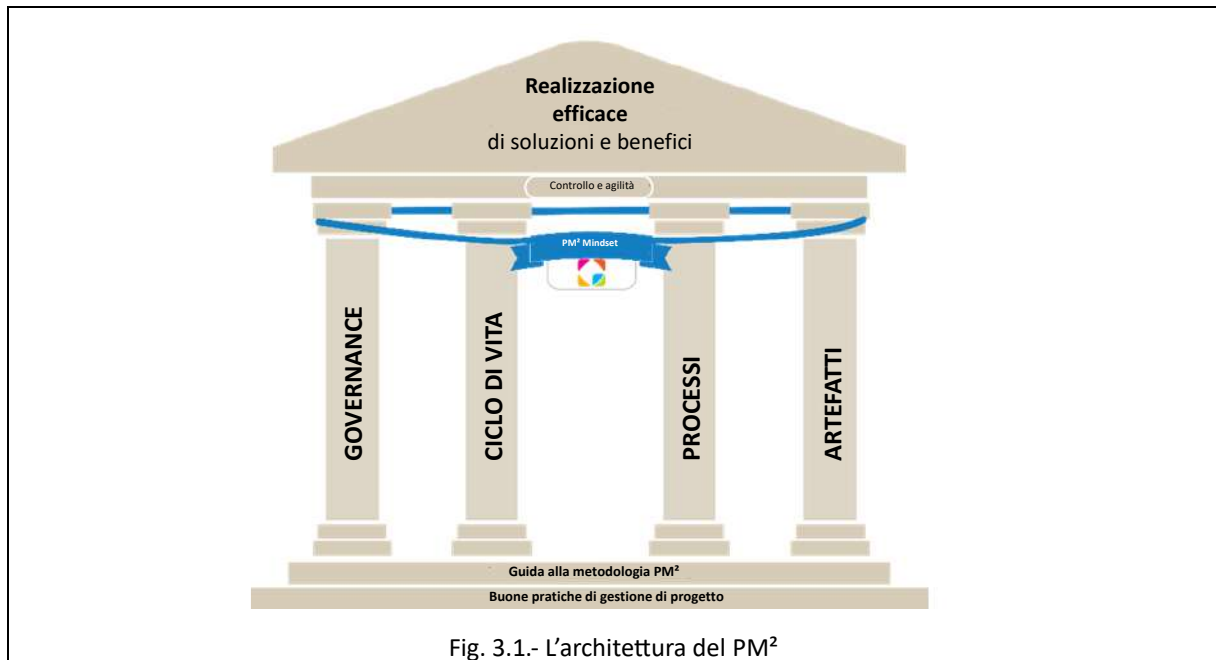 Realizzazione
efficace
di soluzioni e benefici
Controllo e agilità
PM² Mindset
GOVERNANCE
CICLO DI VITA
PROCESSI
ARTEFATTI
Guida alla metodologia PM²
Buone pratiche di gestione di progetto
Fig. 3.1.- L’architettura del PM²